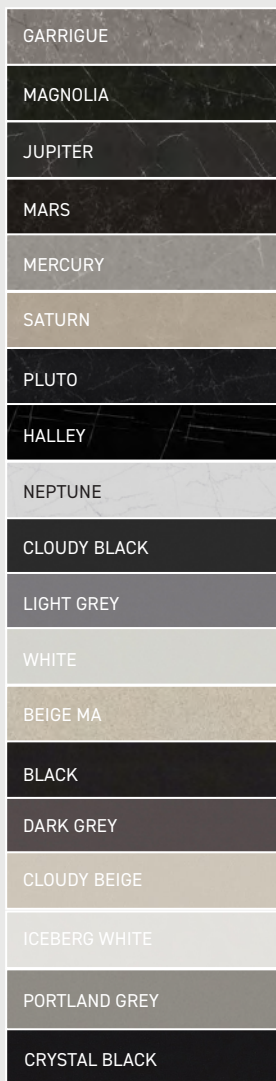 GARRIGUE
MAGNOLIA
JUPITER
MARS
MERCURY
SATURN
PLUTO
HALLEY
NEPTUNE
CLOUDY BLACK
LIGHT GREY
WHITE
BEIGE MA
BLACK
DARK GREY
CLOUDY BEIGE
ICEBERG WHITE
PORTLAND GREY
CRYSTAL BLACK